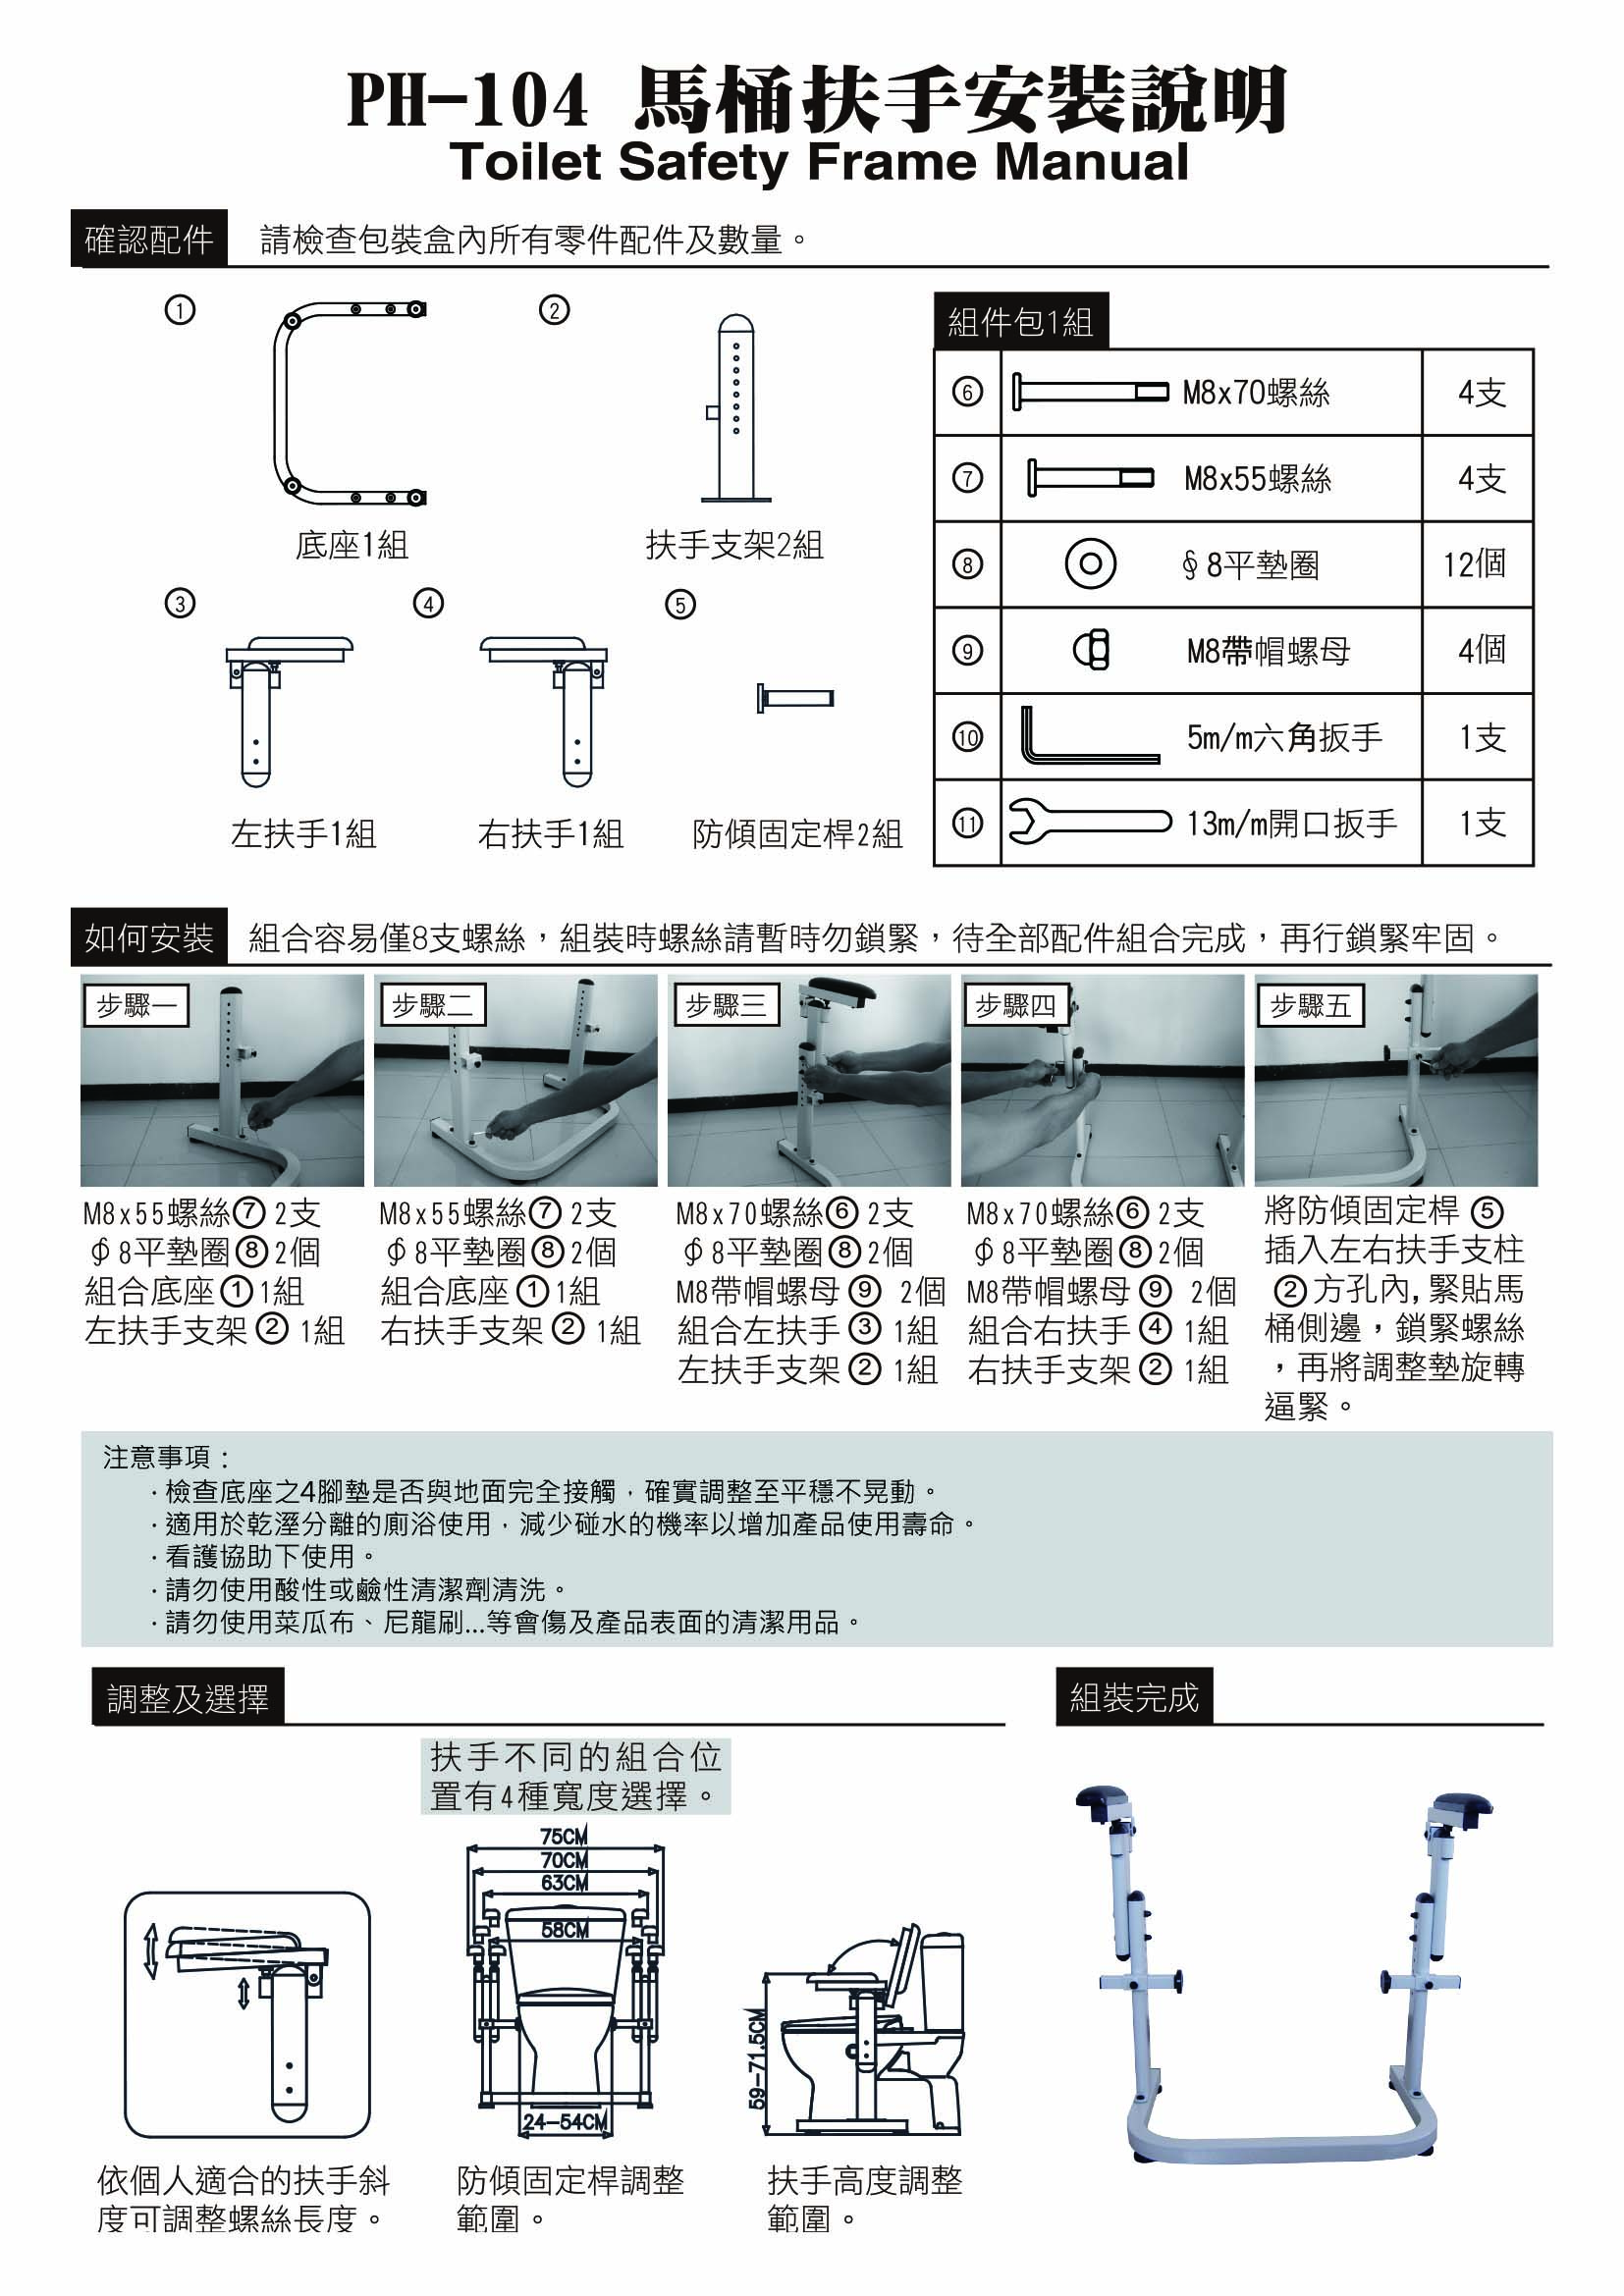 PH-104 馬桶扶手安裝說明
Toilet Safety Frame Manual
確認配件
請檢查包裝盒內所有零件配件及數量。
①
②
底座1組
扶手支架2組
③
④
⑤
左扶手1組
右扶手1組
防傾固定桿2組
組件包1組
⑥ M8x70螺絲 4支
⑦ M8x55螺絲 4支
⑧ ∮8平墊圈 12個
⑨ M8帶帽螺母 4個
⑩ 5m/m六角扳手 1支
⑪ 13m/m開口扳手 1支
如何安裝
組合容易僅8支螺絲，組裝時螺絲請暫時勿鎖緊，待全部配件組合完成，再行鎖緊牢固。
步驟一
M8x55螺絲⑦ 2支
∮8平墊圈⑧ 2個
組合底座① 1組
左扶手支架② 1組
步驟二
M8x55螺絲⑦ 2支
∮8平墊圈⑧ 2個
組合底座① 1組
右扶手支架② 1組
步驟三
M8x70螺絲⑥ 2支
∮8平墊圈⑧ 2個
M8帶帽螺母⑨ 2個
組合左扶手③ 1組
左扶手支架② 1組
步驟四
M8x70螺絲⑥ 2支
∮8平墊圈⑧ 2個
M8帶帽螺母⑨ 2個
組合右扶手④ 1組
右扶手支架② 1組
步驟五
將防傾固定桿⑤
插入左右扶手支柱
②方孔內,緊貼馬
桶側邊，鎖緊螺絲
，再將調整墊旋轉
逼緊。
注意事項：
·檢查底座之4腳墊是否與地面完全接觸，確實調整至平穩不晃動。
·適用於乾溼分離的廁浴使用，減少碰水的機率以增加產品使用壽命。
·看護協助下使用。
·請勿使用酸性或鹼性清潔劑清洗。
·請勿使用菜瓜布、尼龍刷...等會傷及產品表面的清潔用品。
調整及選擇
扶手不同的組合位
置有4種寬度選擇。
75CM
70CM
63CM
58CM
24-54CM
59-71.5CM
依個人適合的扶手斜
度可調整螺絲長度。
防傾固定桿調整
範圍。
扶手高度調整
範圍。
組裝完成